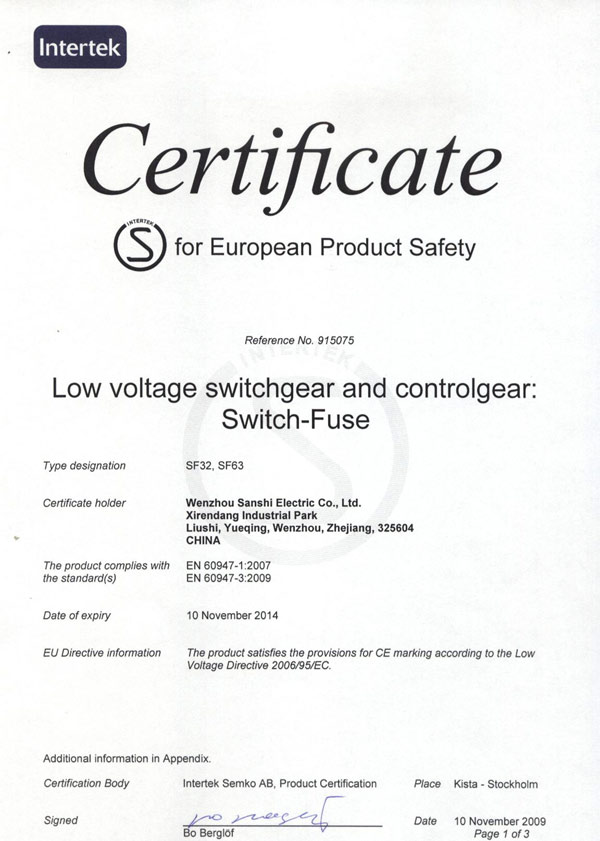 Intertek
Certificate
INTERTEK
S for European Product Safety
Reference No. 915075
INTERTEK
Low voltage switchgear and controlgear:
Switch-Fuse
Type designation SF32, SF63
Certificate holder Wenzhou Sanshi Electric Co., Ltd.
Xirendang Industrial Park
Liushi, Yueqing, Wenzhou, Zhejiang, 325604
CHINA
The product complies with EN 60947-1:2007
the standard(s) EN 60947-3:2009
Date of expiry 10 November 2014
EU Directive information The product satisfies the provisions for CE marking according to the Low
Voltage Directive 2006/95/EC.
Additional information in Appendix.
Certification Body Intertek Semko AB, Product Certification Place Kista - Stockholm
Signed Date 10 November 2009
Bo Berglöf Page 1 of 3